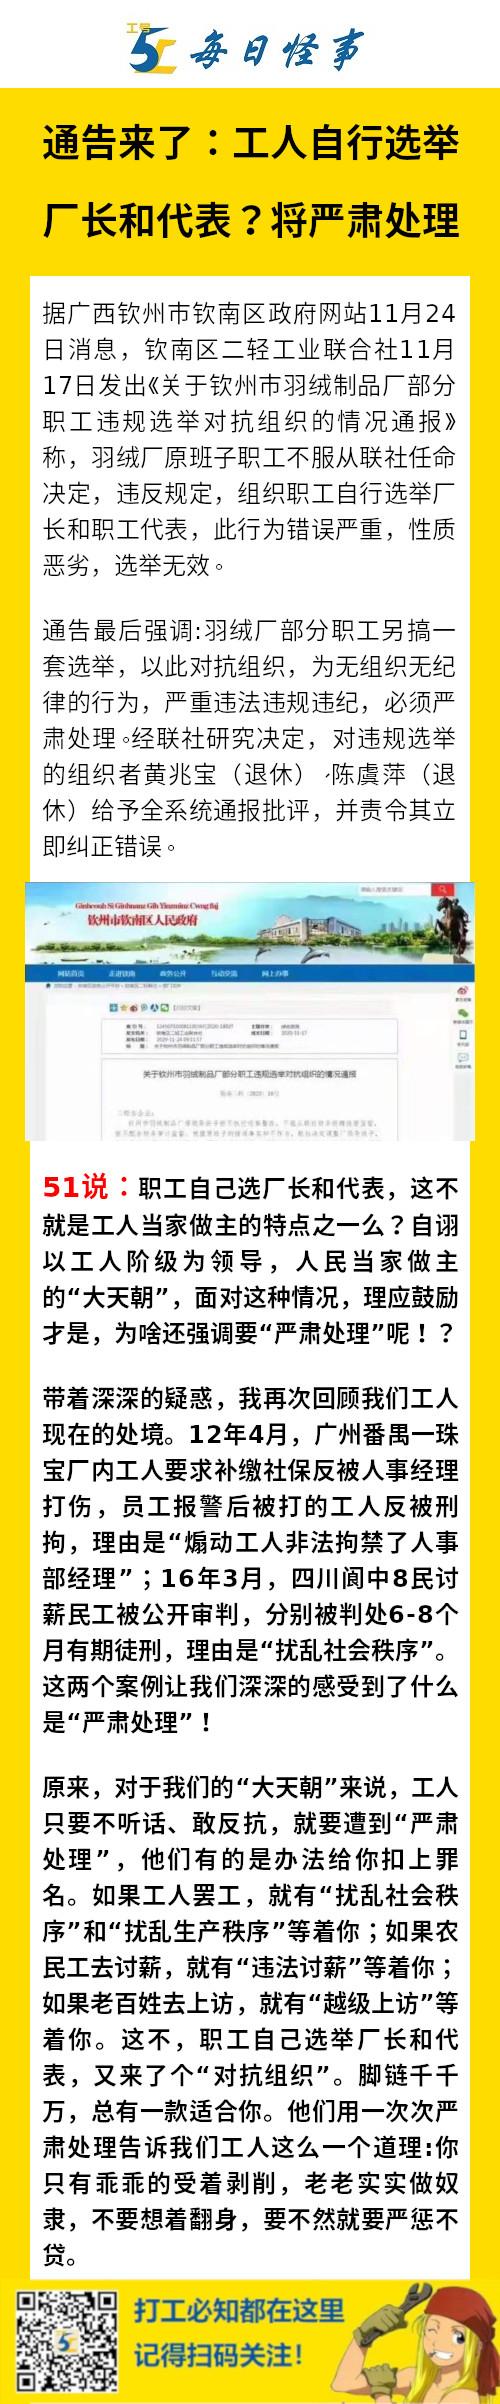 工号
51
每日怪事
通告来了：工人自行选举
厂长和代表？将严肃处理
据广西钦州市钦南区政府网站11月24
日消息，钦南区二轻工业联合社11月
17日发出《关于钦州市羽绒制品厂部分
职工违规选举对抗组织的情况通报》
称，羽绒厂原班子职工不服从联社任命
决定，违反规定，组织职工自行选举厂
长和职工代表，此行为错误严重，性质
恶劣，选举无效。
通告最后强调:羽绒厂部分职工另搞一
套选举，以此对抗组织，为无组织无纪
律的行为，严重违法违规违纪，必须严
肃处理。经联社研究决定，对违规选举
的组织者黄兆宝（退休）、陈虞萍（退
休）给予全系统通报批评，并责令其立
即纠正错误。
钦州市钦南区人民政府
网站首页 走进钦南 政务公开 互动交流 网上办事
关于钦州市羽绒制品厂部分职工违规选举对抗组织的情况通报
51说：职工自己选厂长和代表，这不
就是工人当家做主的特点之一么？自诩
以工人阶级为领导，人民当家做主
的“大天朝”，面对这种情况，理应鼓励
才是，为啥还强调要“严肃处理”呢！？
带着深深的疑惑，我再次回顾我们工人
现在的处境。12年4月，广州番禺一珠
宝厂内工人要求补缴社保反被人事经理
打伤，员工报警后被打的工人反被刑
拘，理由是“煽动工人非法拘禁了人事
部经理”；16年3月，四川阆中8民讨
薪民工被公开审判，分别被判处6-8个
月有期徒刑，理由是“扰乱社会秩序”。
这两个案例让我们深深的感受到了什么
是“严肃处理”！
原来，对于我们的“大天朝”来说，工人
只要不听话、敢反抗，就要遭到“严肃
处理”，他们有的是办法给你扣上罪
名。如果工人罢工，就有“扰乱社会秩
序”和“扰乱生产秩序”等着你；如果农
民工去讨薪，就有“违法讨薪”等着你；
如果老百姓去上访，就有“越级上访”等
着你。这不，职工自己选举厂长和代
表，又来了个“对抗组织”。脚链千千
万，总有一款适合你。他们用一次次严
肃处理告诉我们工人这么一个道理:你
只有乖乖的受着剥削，老老实实做奴
隶，不要想着翻身，要不然就要严惩不
贷。
打工必知都在这里
记得扫码关注！